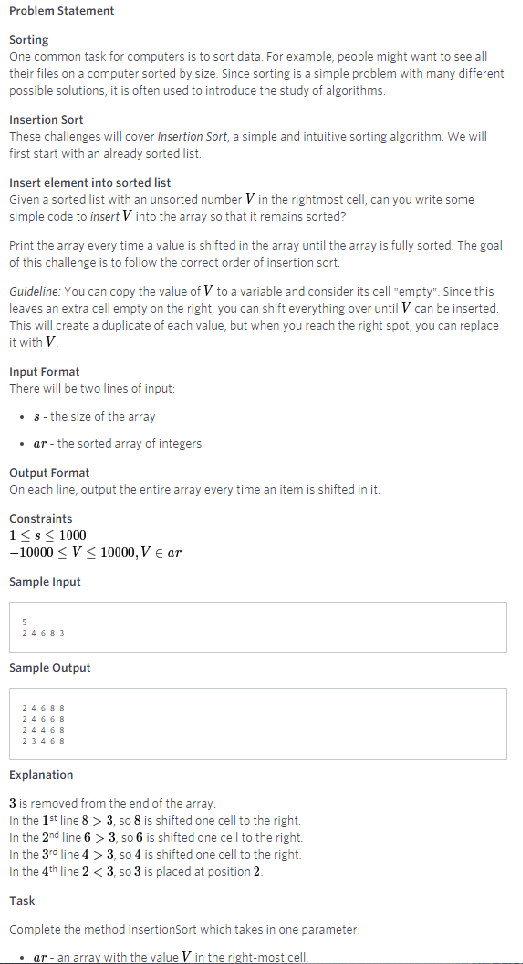 Problem Statement
Sorting
One common task for computers is to sort data. For example, people might want to see all
their files on a computer sorted by size. Since sorting is a simple problem with many different
possible solutions, it is often used to introduce the study of algorithms.
Insertion Sort
These challenges will cover Insertion Sort, a simple and intuitive sorting algorithm. We will
first start with an already sorted list.
Insert element into sorted list
Given a sorted list with an unsorted number V in the rightmost cell, can you write some
simple code to insert V into the array so that it remains sorted?
Print the array every time a value is shifted in the array until the array is fully sorted. The goal
of this challenge is to follow the correct order of insertion sort.
Guideline: You can copy the value of V to a variable and consider its cell "empty". Since this
leaves an extra cell empty on the right, you can shift everything over until V can be inserted.
This will create a duplicate of each value, but when you reach the right spot, you can replace
it with V.
Input Format
There will be two lines of input:
• s - the size of the array
• ar - the sorted array of integers
Output Format
On each line, output the entire array every time an item is shifted in it.
Constraints
1 ≤ s ≤ 1000
−10000 ≤ V ≤ 10000, V ∈ ar
Sample Input
5
2 4 6 8 3
Sample Output
2 4 6 8 8
2 4 6 6 8
2 4 4 6 8
2 3 4 6 8
Explanation
3 is removed from the end of the array.
In the 1st line 8 > 3, so 8 is shifted one cell to the right.
In the 2nd line 6 > 3, so 6 is shifted one cell to the right.
In the 3rd line 4 > 3, so 4 is shifted one cell to the right.
In the 4th line 2 < 3, so 3 is placed at position 2.
Task
Complete the method insertionSort which takes in one parameter:
• ar - an array with the value V in the right-most cell.